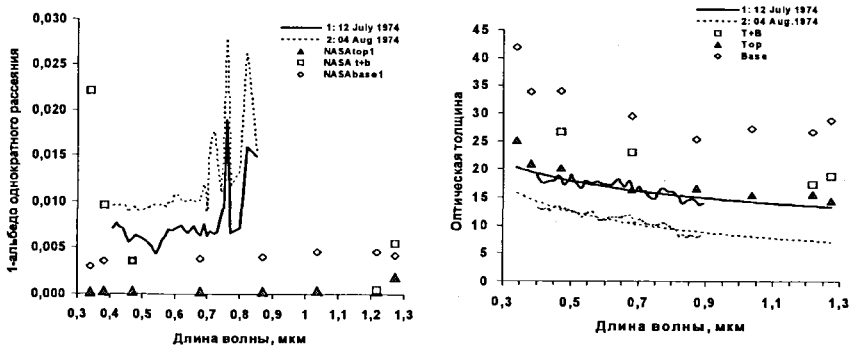 0,030
0,025
0,020
0,015
0,010
0,005
0,000
1-альбедо однократного рассеяния
1: 12 July 1974
2: 04 Aug 1974
NASAtop1
NASA t+b
NASAbase1
0,3 0,4 0,5 0,6 0,7 0,8 0,9 1 1,1 1,2 1,3
Длина волны, мкм
45
40
35
30
25
20
15
10
5
0
Оптическая толщина
1: 12 July 1974
2: 04 Aug.1974
T+B
Top
Base
0,3 0,5 0,7 0,9 1,1 1,3
Длина волны, мкм